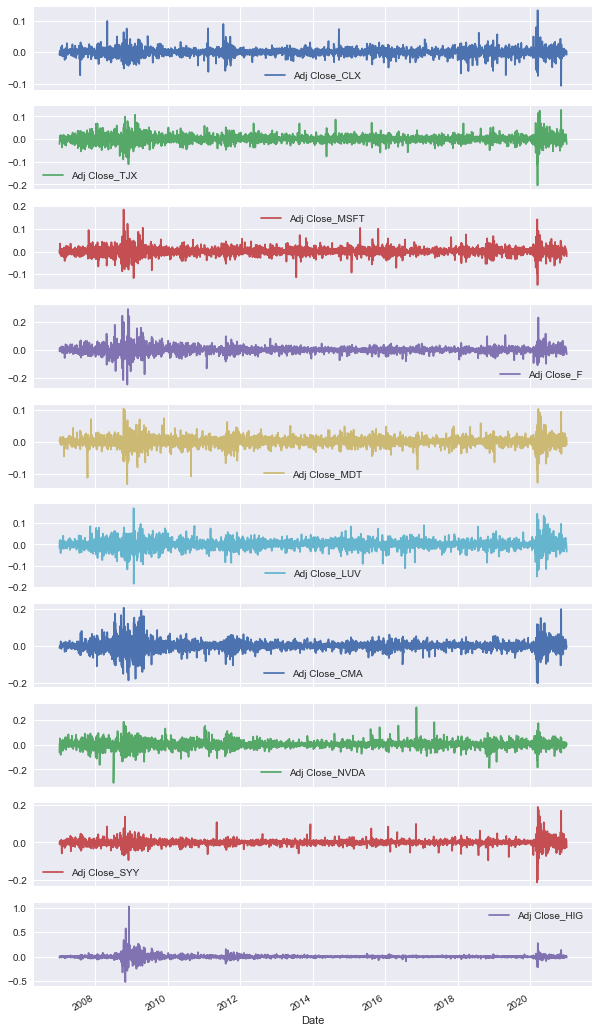 0.1
0.0
−0.1
Adj Close_CLX
0.1
0.0
−0.1
−0.2
Adj Close_TJX
0.2
0.1
0.0
−0.1
Adj Close_MSFT
0.2
0.0
−0.2
Adj Close_F
0.1
0.0
−0.1
Adj Close_MDT
0.1
0.0
−0.1
−0.2
Adj Close_LUV
0.2
0.0
−0.2
Adj Close_CMA
0.2
0.0
−0.2
Adj Close_NVDA
0.2
0.0
−0.2
Adj Close_SYY
1.0
0.5
0.0
−0.5
Adj Close_HIG
2008 2010 2012 2014 2016 2018 2020
Date